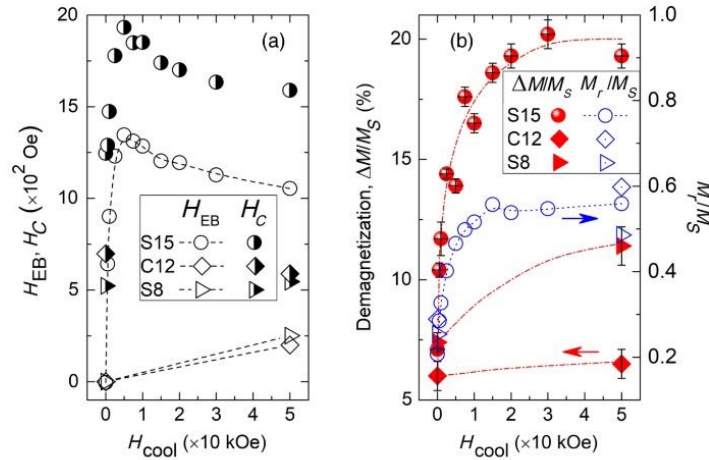 (a)
20
15
10
5
0
H_EB, H_C (×10² Oe)
H_EB H_C
S15
C12
S8
0 1 2 3 4 5
H_cool (×10 kOe)
(b)
20
15
10
5
Demagnetization, ΔM/M_S (%)
ΔM/M_s M_r/M_S
S15
C12
S8
1.0
0.8
0.6
0.4
0.2
M_r/M_S
0 1 2 3 4 5
H_cool (×10 kOe)